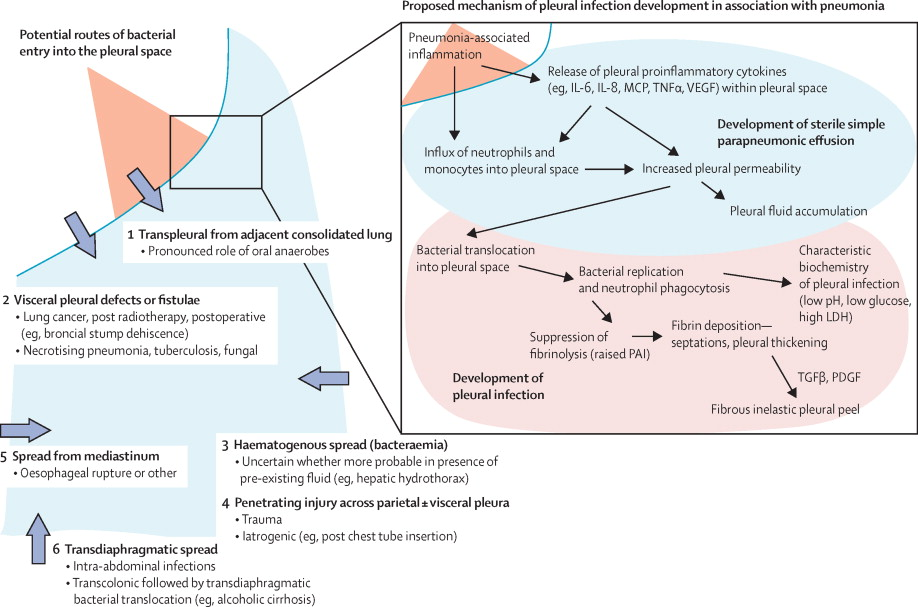 Proposed mechanism of pleural infection development in association with pneumonia
Potential routes of bacterial
entry into the pleural space
Pneumonia-associated
inflammation
Release of pleural proinflammatory cytokines
(eg, IL-6, IL-8, MCP, TNFα, VEGF) within pleural space
Development of sterile simple
parapneumonic effusion
Influx of neutrophils and
monocytes into pleural space
Increased pleural permeability
Pleural fluid accumulation
Bacterial translocation
into pleural space
Bacterial replication
and neutrophil phagocytosis
Characteristic
biochemistry
of pleural infection
(low pH, low glucose,
high LDH)
Suppression of
fibrinolysis (raised PAI)
Fibrin deposition—
septations, pleural thickening
TGFβ, PDGF
Development of
pleural infection
Fibrous inelastic pleural peel
1 Transpleural from adjacent consolidated lung
• Pronounced role of oral anaerobes
2 Visceral pleural defects or fistulae
• Lung cancer, post radiotherapy, postoperative
(eg, broncial stump dehiscence)
• Necrotising pneumonia, tuberculosis, fungal
3 Haematogenous spread (bacteraemia)
• Uncertain whether more probable in presence of
pre-existing fluid (eg, hepatic hydrothorax)
4 Penetrating injury across parietal ± visceral pleura
• Trauma
• Iatrogenic (eg, post chest tube insertion)
5 Spread from mediastinum
• Oesophageal rupture or other
6 Transdiaphragmatic spread
• Intra-abdominal infections
• Transcolonic followed by transdiaphragmatic
bacterial translocation (eg, alcoholic cirrhosis)